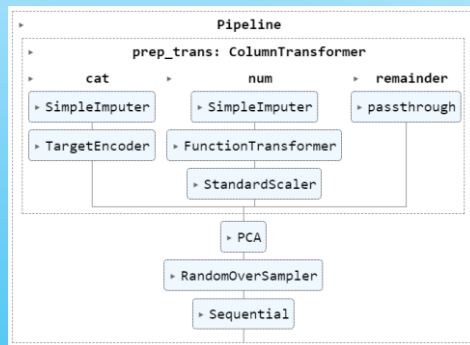 Pipeline
prep_trans: ColumnTransformer
cat num remainder
SimpleImputer SimpleImputer passthrough
TargetEncoder FunctionTransformer
StandardScaler
PCA
RandomOverSampler
Sequential